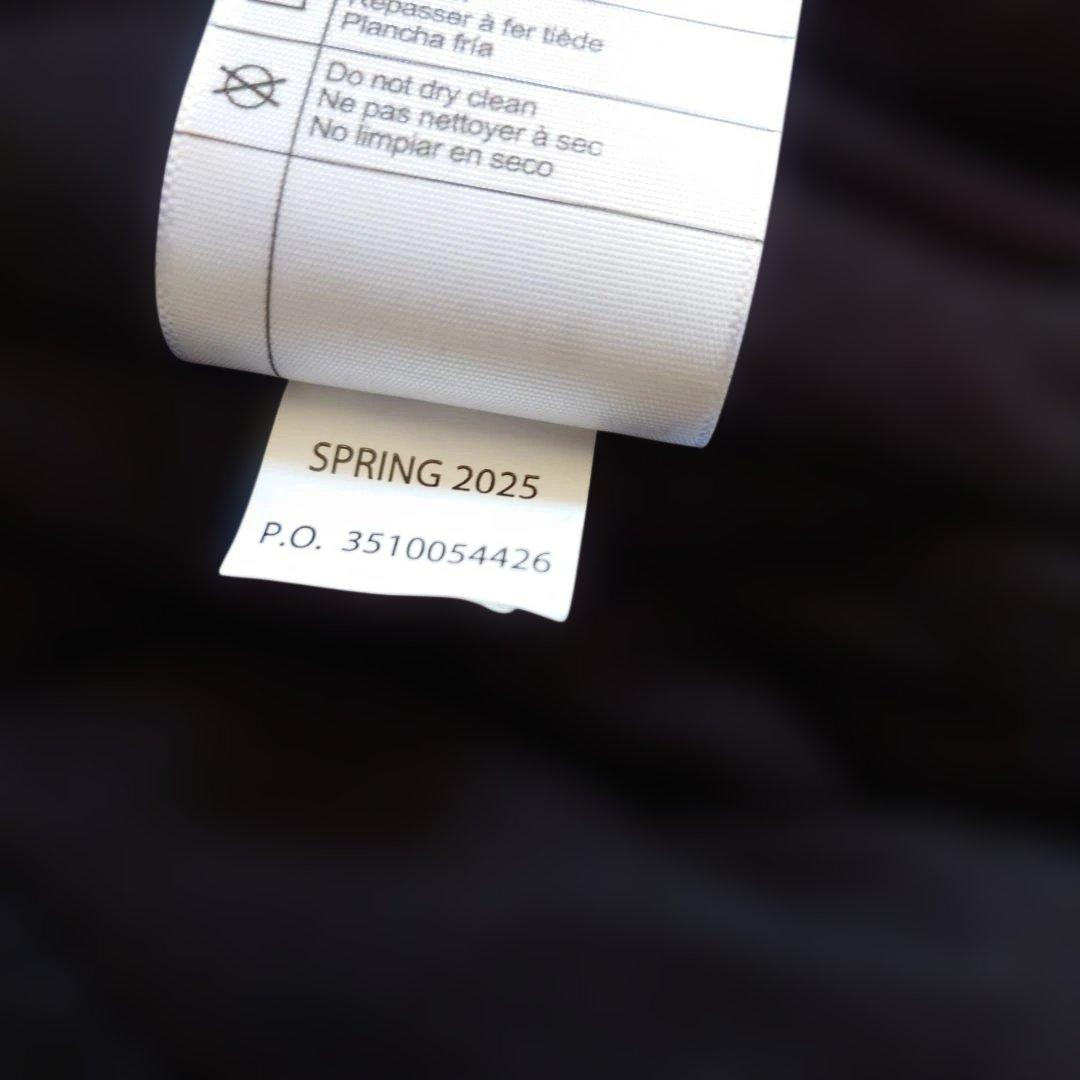 Repasser à fer tiède
Plancha fría
Do not dry clean
Ne pas nettoyer à sec
No limpiar en seco
SPRING 2025
P.O. 3510054426